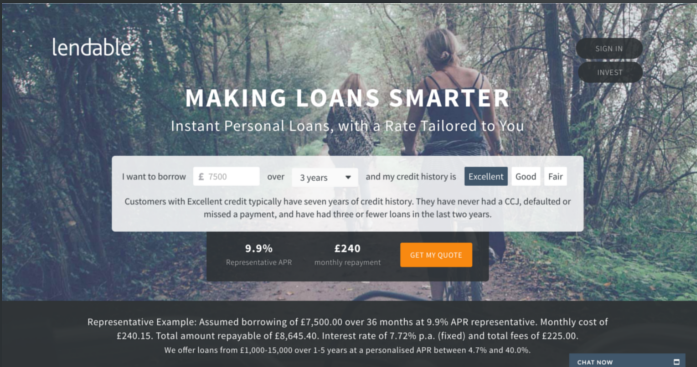 lendable
SIGN IN
INVEST
MAKING LOANS SMARTER
Instant Personal Loans, with a Rate Tailored to You
I want to borrow £ 7500 over 3 years and my credit history is Excellent Good Fair
Customers with Excellent credit typically have seven years of credit history. They have never had a CCJ, defaulted or
missed a payment, and have had three or fewer loans in the last two years.
9.9% £240 GET MY QUOTE
Representative APR monthly repayment
Representative Example: Assumed borrowing of £7,500.00 over 36 months at 9.9% APR representative. Monthly cost of
£240.15. Total amount repayable of £8,645.40. Interest rate of 7.72% p.a. (fixed) and total fees of £225.00.
We offer loans from £1,000-15,000 over 1-5 years at a personalised APR between 4.7% and 40.0%.
CHAT NOW